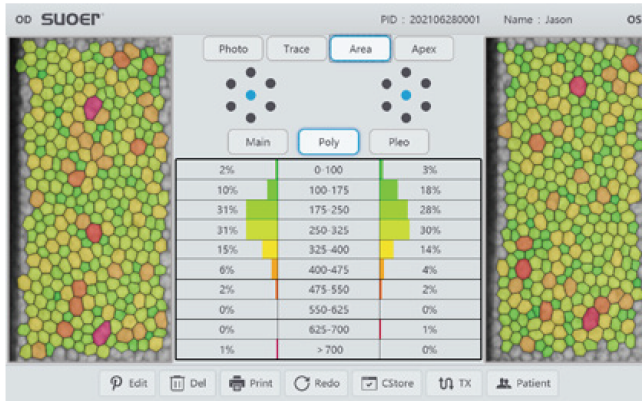 OD SUOER PID : 202106280001 Name : Jason OS
Photo Trace Area Apex
Main Poly Pleo
2% 0-100 3%
10% 100-175 18%
31% 175-250 28%
31% 250-325 30%
15% 325-400 14%
6% 400-475 4%
2% 475-550 2%
0% 550-625 0%
0% 625-700 1%
1% >700 0%
Edit Del Print Redo CStore TX Patient